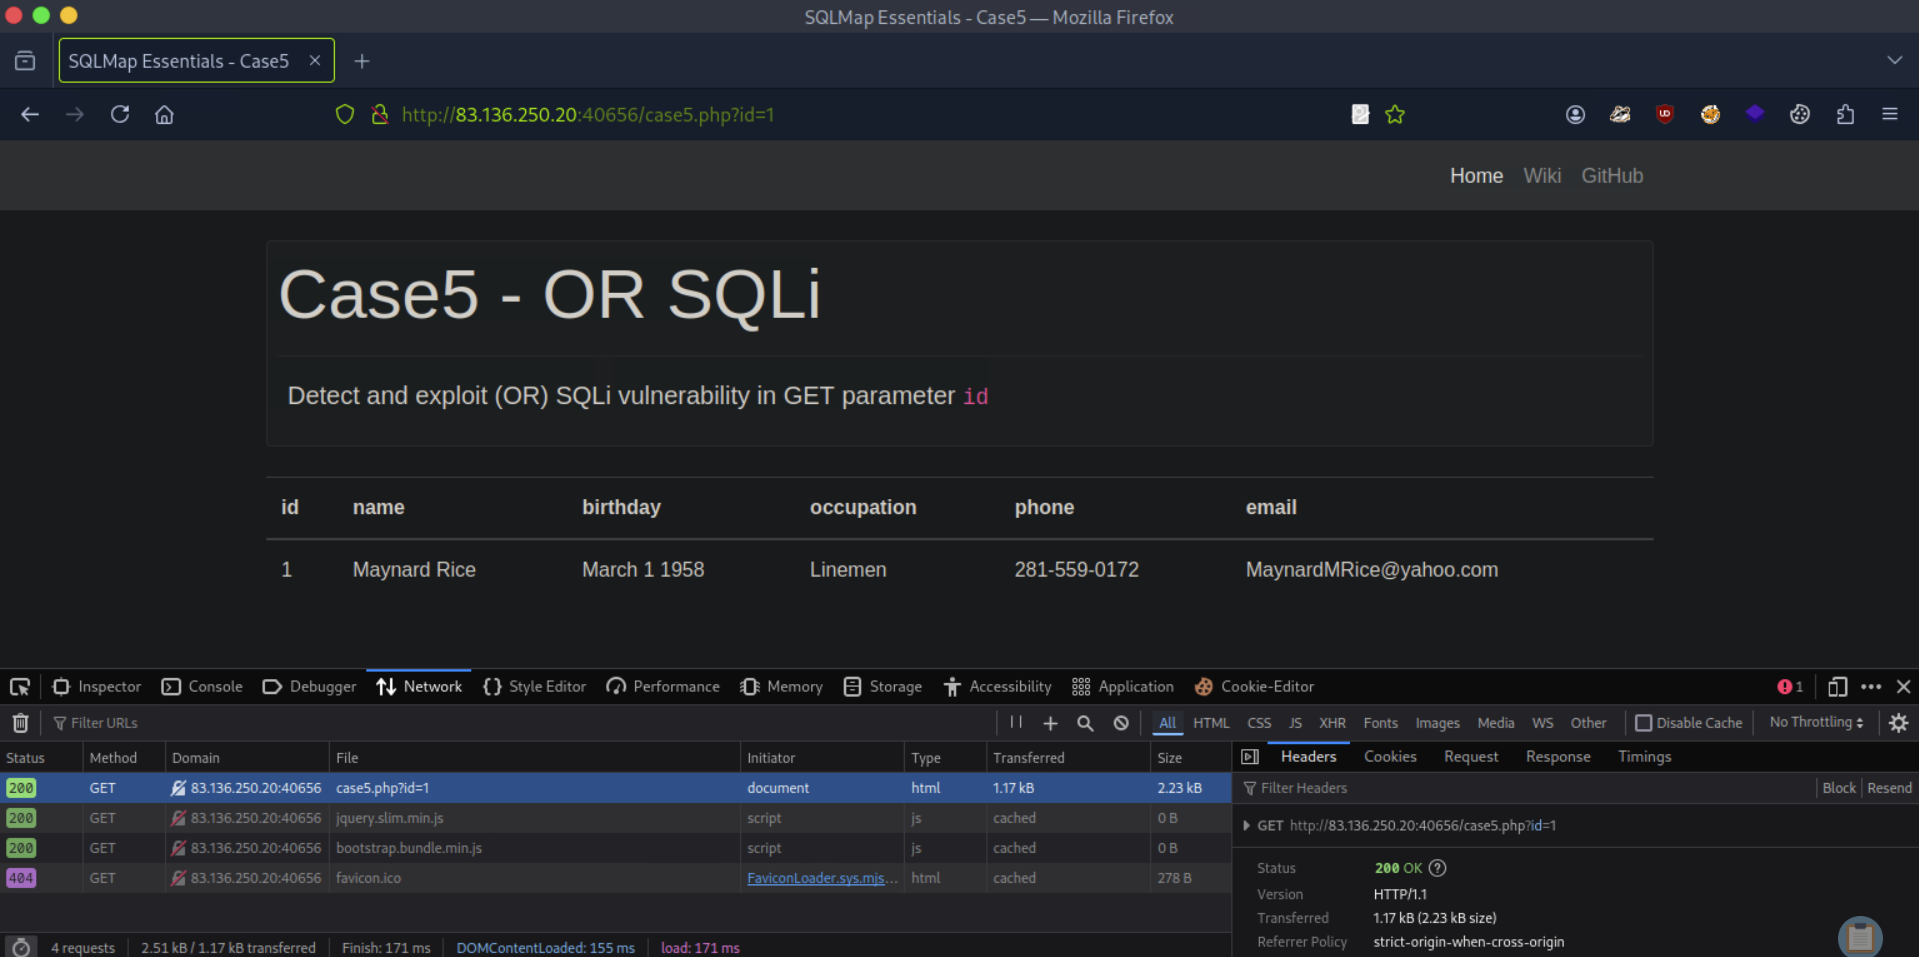 SQLMap Essentials - Case5 — Mozilla Firefox
SQLMap Essentials - Case5
http://83.136.250.20:40656/case5.php?id=1
Home Wiki GitHub
Case5 - OR SQLi
Detect and exploit (OR) SQLi vulnerability in GET parameter id
id name birthday occupation phone email
1 Maynard Rice March 1 1958 Linemen 281-559-0172 MaynardMRice@yahoo.com
Inspector Console Debugger Network Style Editor Performance Memory Storage Accessibility Application Cookie-Editor 1
Filter URLs All HTML CSS JS XHR Fonts Images Media WS Other Disable Cache No Throttling
Status Method Domain File Initiator Type Transferred Size Headers Cookies Request Response Timings
200 GET 83.136.250.20:40656 case5.php?id=1 document html 1.17 kB 2.23 kB Filter Headers Block Resend
200 GET 83.136.250.20:40656 jquery.slim.min.js script js cached 0 B GET http://83.136.250.20:40656/case5.php?id=1
200 GET 83.136.250.20:40656 bootstrap.bundle.min.js script js cached 0 B
404 GET 83.136.250.20:40656 favicon.ico FaviconLoader.sys.mjs... html cached 278 B
Status 200 OK
Version HTTP/1.1
Transferred 1.17 kB (2.23 kB size)
Referrer Policy strict-origin-when-cross-origin
4 requests 2.51 kB / 1.17 kB transferred Finish: 171 ms DOMContentLoaded: 155 ms load: 171 ms